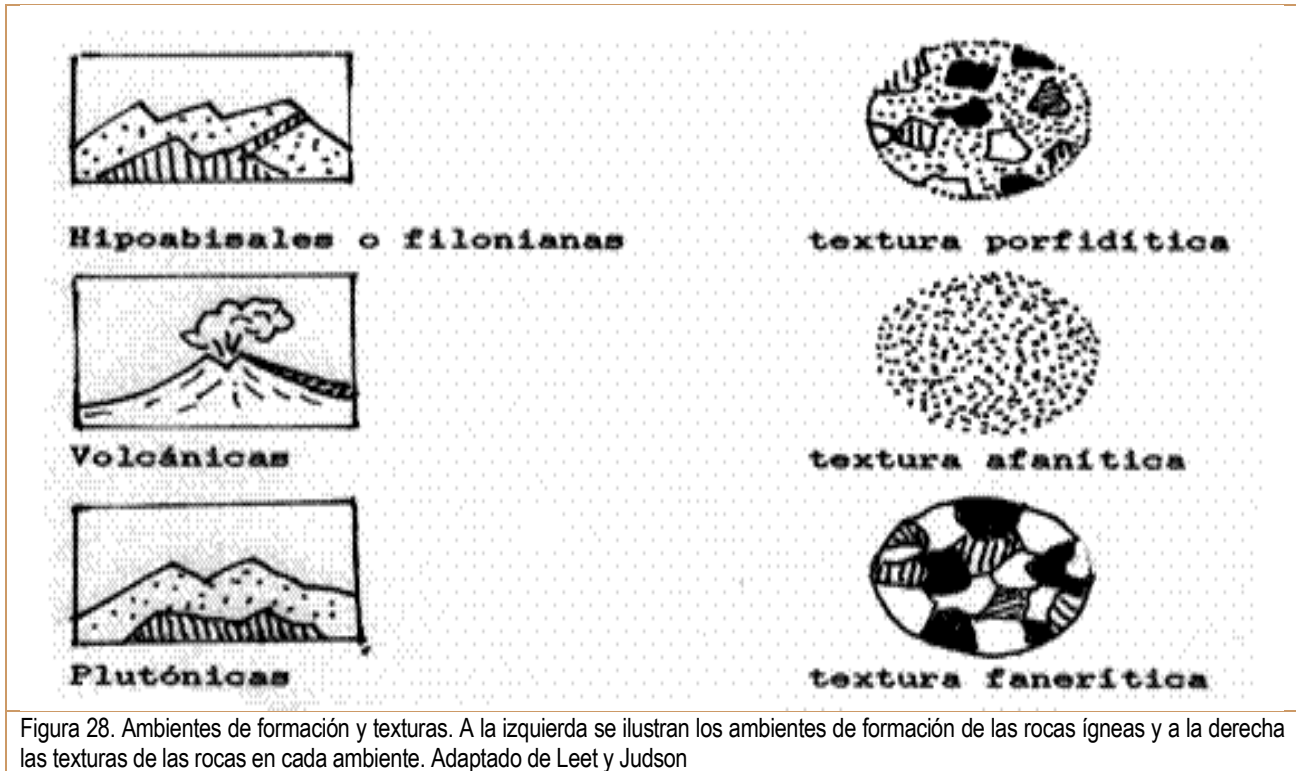 Hipoabisales o filonianas textura porfidítica
Volcánicas textura afanítica
Plutónicas textura fanerítica
Figura 28. Ambientes de formación y texturas. A la izquierda se ilustran los ambientes de formación de las rocas ígneas y a la derecha
las texturas de las rocas en cada ambiente. Adaptado de Leet y Judson